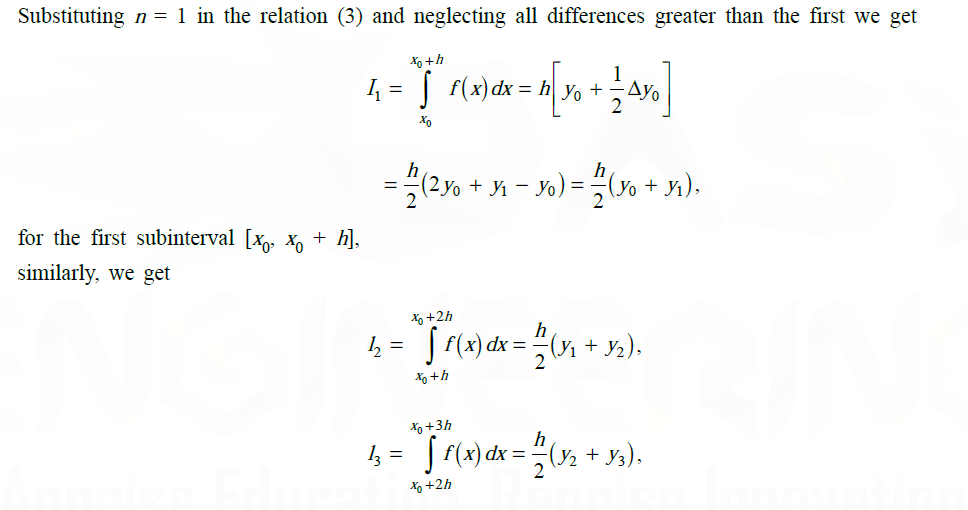 Substituting n = 1 in the relation (3) and neglecting all differences greater than the first we get
I₁ = ∫_{x₀}^{x₀+h} f(x) dx = h[y₀ + 1/2 Δy₀]
= h/2 (2y₀ + y₁ − y₀) = h/2 (y₀ + y₁).
for the first subinterval [x₀, x₀ + h],
similarly, we get
I₂ = ∫_{x₀+h}^{x₀+2h} f(x) dx = h/2 (y₁ + y₂).
I₃ = ∫_{x₀+2h}^{x₀+3h} f(x) dx = h/2 (y₂ + y₃).